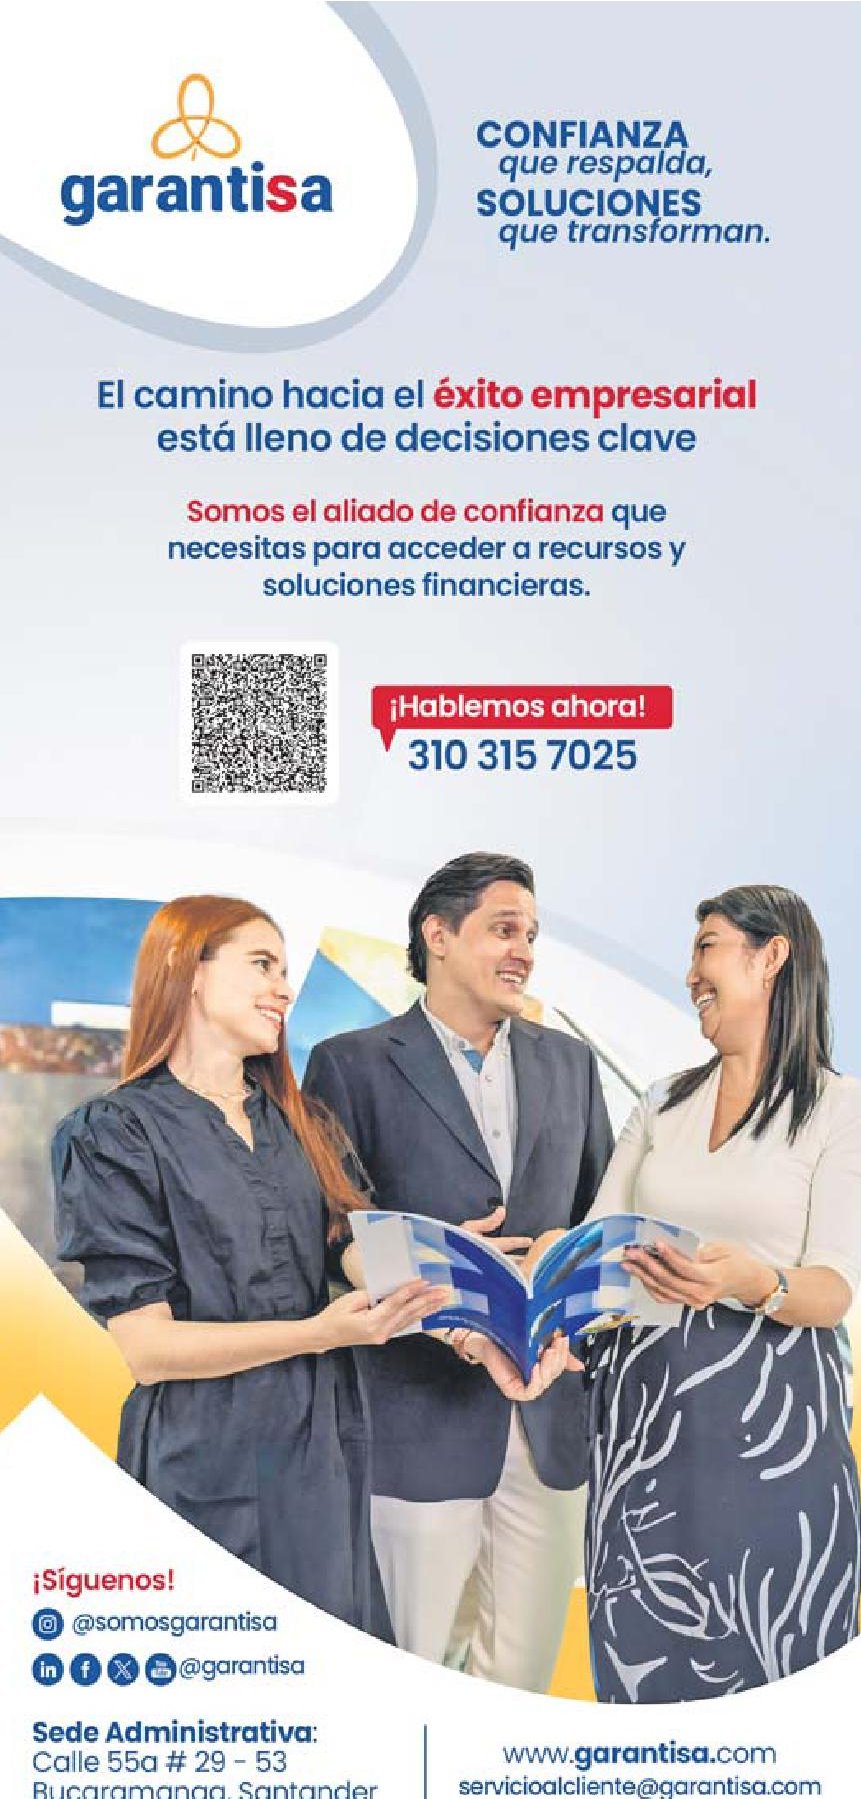 garantisa
CONFIANZA
que respalda,
SOLUCIONES
que transforman.
El camino hacia el éxito empresarial
está lleno de decisiones clave
Somos el aliado de confianza que
necesitas para acceder a recursos y
soluciones financieras.
¡Hablemos ahora!
310 315 7025
¡Síguenos!
@somosgarantisa
@garantisa
Sede Administrativa:
Calle 55a # 29 - 53
Bucaramanga, Santander
www.garantisa.com
servicioalcliente@garantisa.com